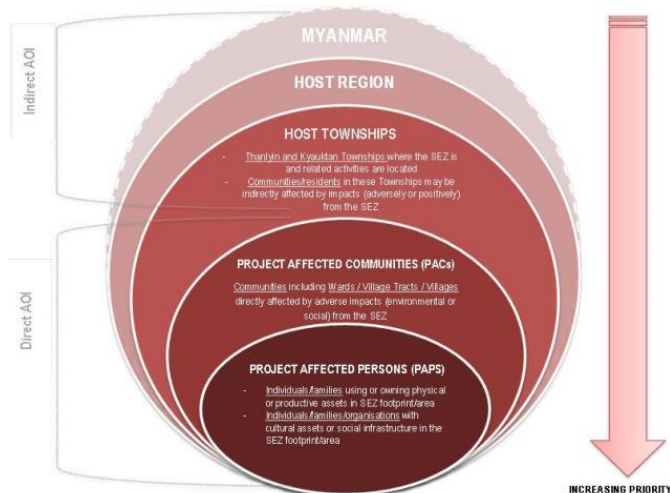 Indirect AOI
MYANMAR
HOST REGION
HOST TOWNSHIPS
- Thanlyin and Kyauktan Townships where the SEZ is
and related activities are located
- Communities/residents in these Townships may be
indirectly affected by impacts (adversely or positively)
from the SEZ
Direct AOI
PROJECT AFFECTED COMMUNITIES (PACs)
Communities including Wards / Village Tracts / Villages
directly affected by adverse impacts (environmental or
social) from the SEZ
PROJECT AFFECTED PERSONS (PAPS)
- Individuals/families using or owning physical
or productive assets in SEZ footprint/area
- Individuals/families/organisations with
cultural assets or social infrastructure in the
SEZ footprint/area
INCREASING PRIORITY